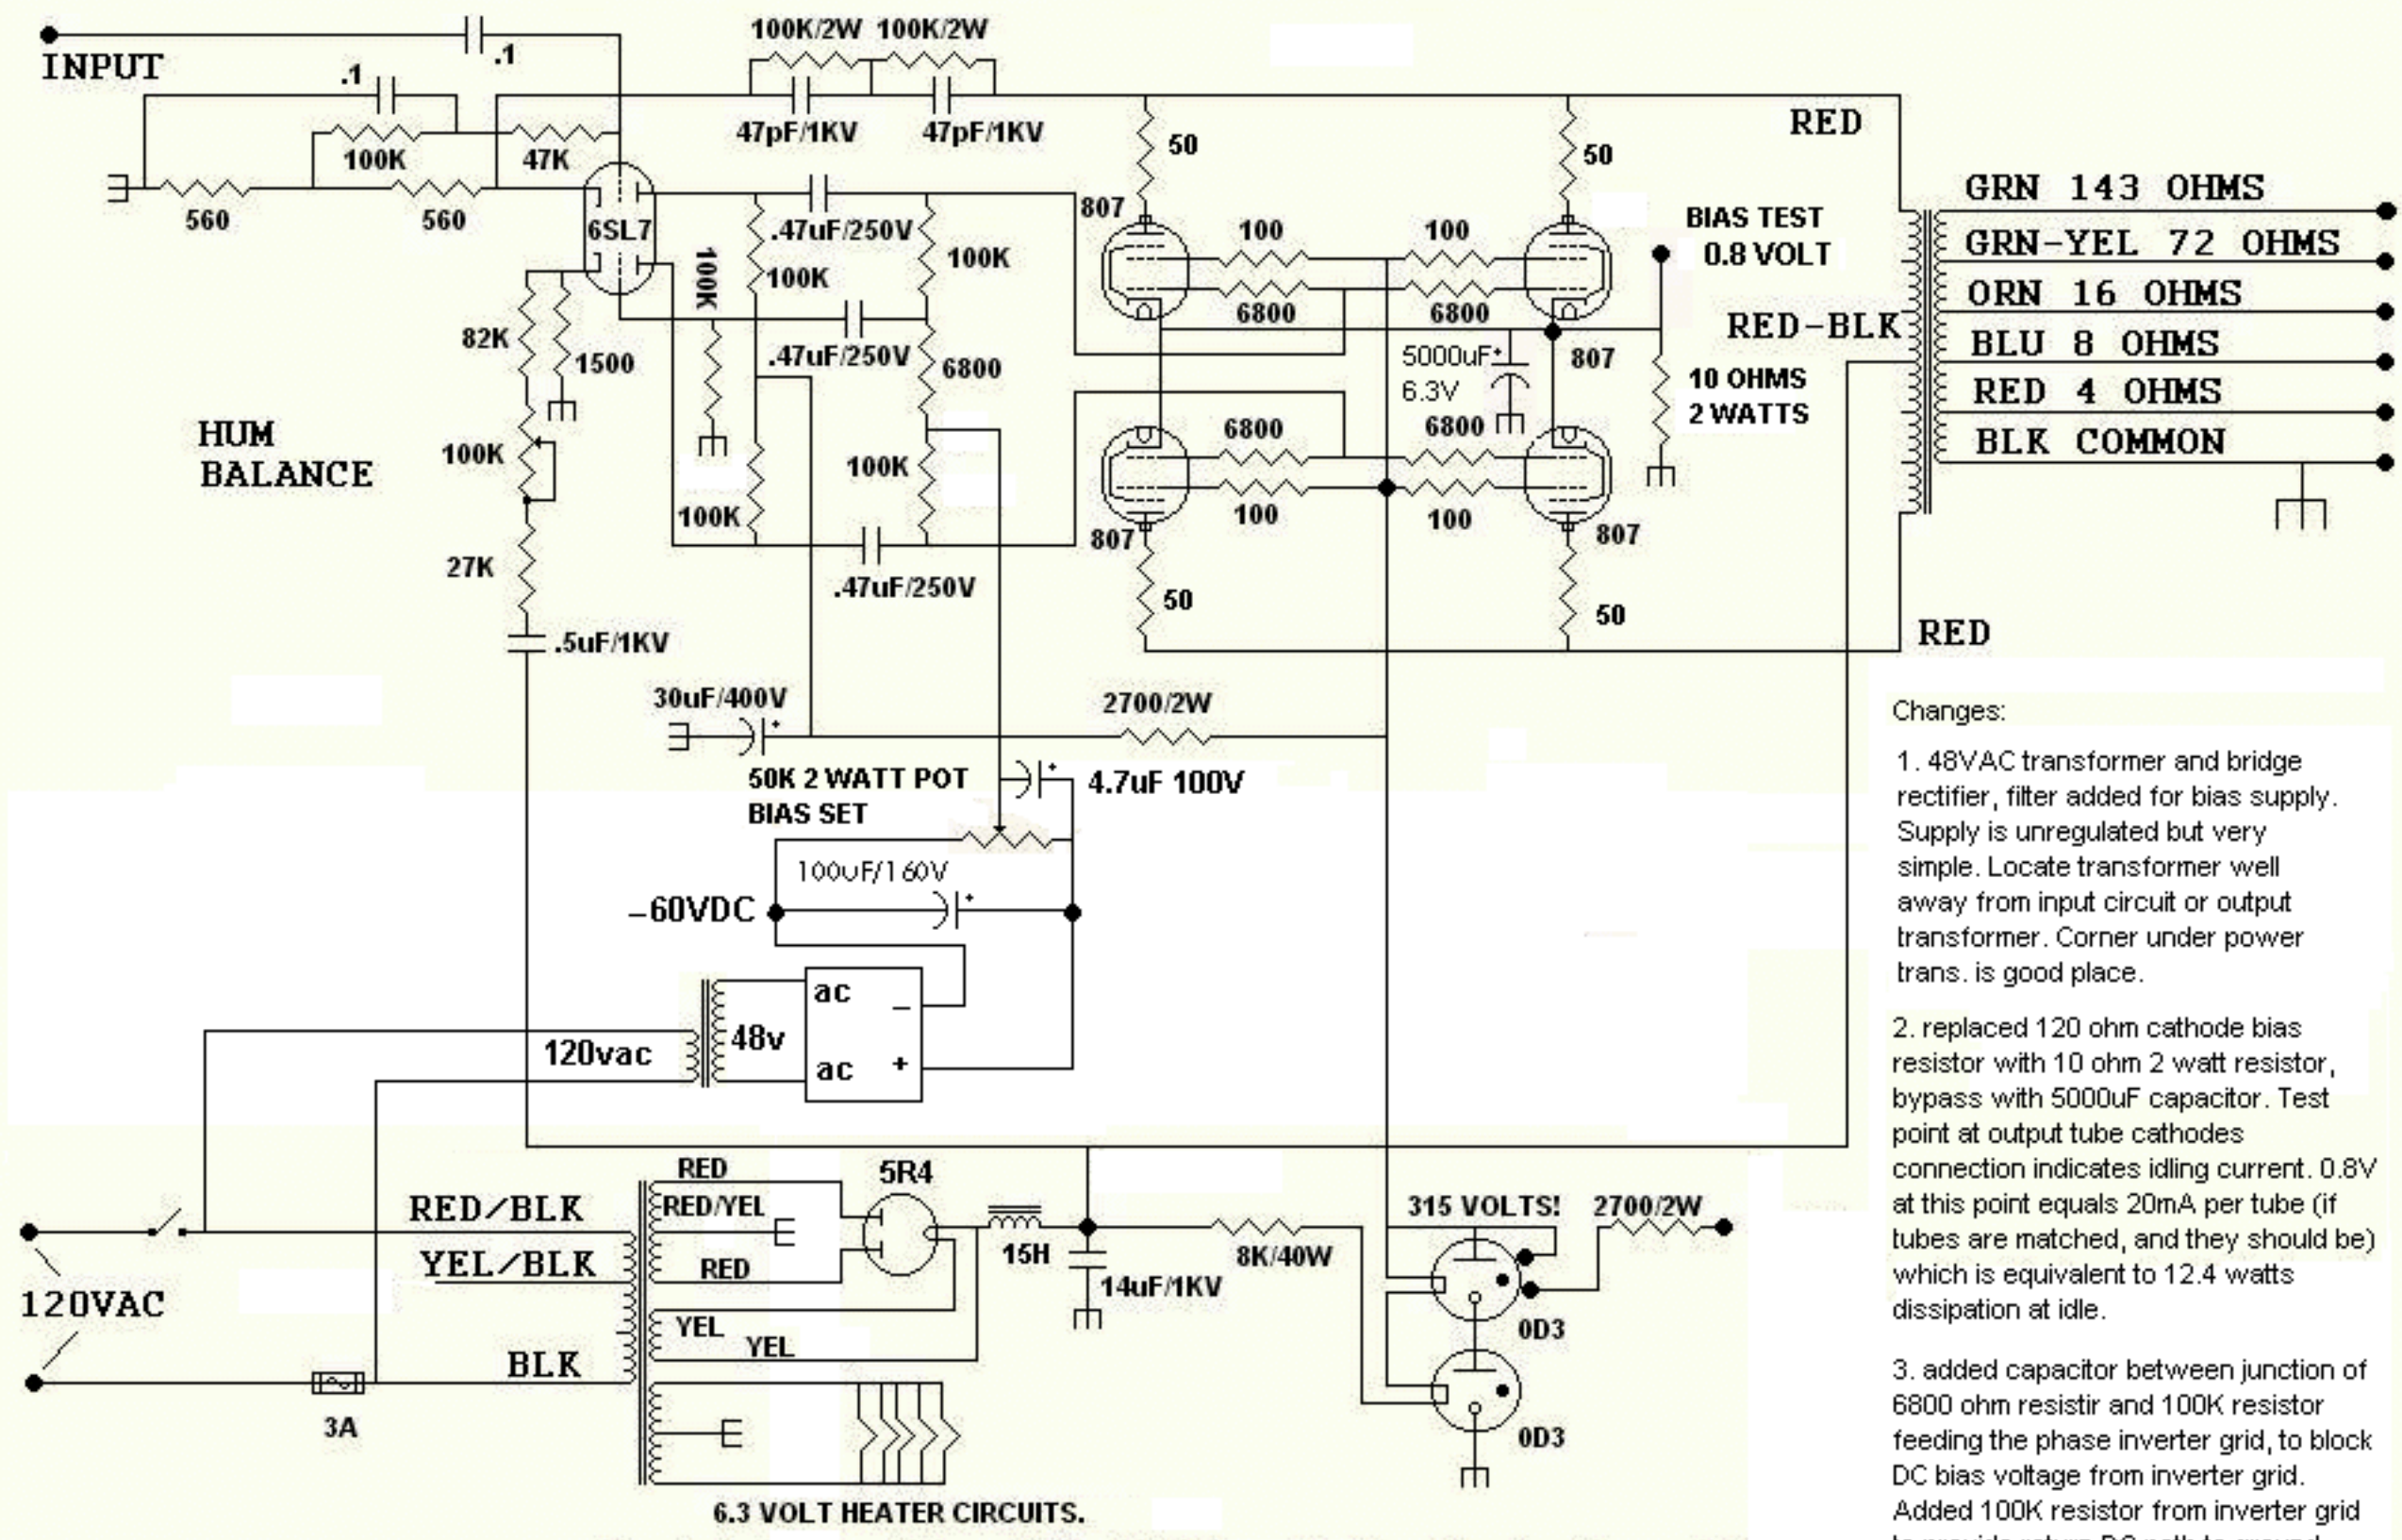 100K/2W 100K/2W
INPUT
.1
.1
47pF/1KV
47pF/1KV
RED
100K
47K
50
50
560
560
6SL7
.47uF/250V
100K
100K
100K
807
100
100
BIAS TEST
0.8 VOLT
GRN 143 OHMS
GRN-YEL 72 OHMS
ORN 16 OHMS
BLU 8 OHMS
RED 4 OHMS
BLK COMMON
6800
6800
RED-BLK
82K
1500
.47uF/250V
6800
5000uF+
6.3V
807
10 OHMS
2 WATTS
HUM
BALANCE
100K
100K
100K
6800
6800
100
100
807
807
27K
.47uF/250V
50
50
RED
.5uF/1KV
30uF/400V
+
2700/2W
50K 2 WATT POT
BIAS SET
+
4.7uF 100V
100uF/160V
+
-60VDC
120vac
48v
ac
ac
-
+
RED/BLK
YEL/BLK
120VAC
BLK
3A
RED
RED/YEL
RED
YEL
YEL
5R4
15H
14uF/1KV
8K/40W
315 VOLTS!
2700/2W
0D3
0D3
6.3 VOLT HEATER CIRCUITS.
Changes:
1. 48VAC transformer and bridge
rectifier, filter added for bias supply.
Supply is unregulated but very
simple. Locate transformer well
away from input circuit or output
transformer. Corner under power
trans. is good place.
2. replaced 120 ohm cathode bias
resistor with 10 ohm 2 watt resistor,
bypass with 5000uF capacitor. Test
point at output tube cathodes
connection indicates idling current. 0.8V
at this point equals 20mA per tube (if
tubes are matched, and they should be)
which is equivalent to 12.4 watts
dissipation at idle.
3. added capacitor between junction of
6800 ohm resistir and 100K resistor
feeding the phase inverter grid, to block
DC bias voltage from inverter grid.
Added 100K resistor from inverter grid